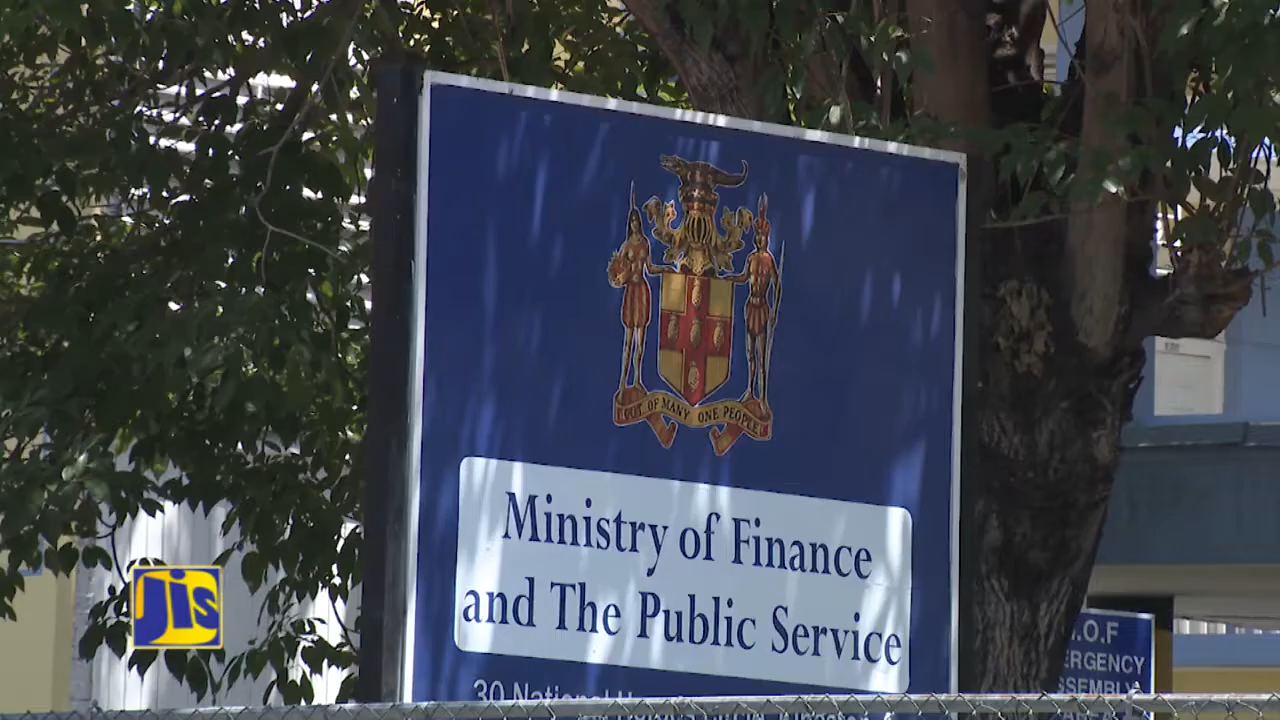 OUT OF MANY ONE PEOPLE
Ministry of Finance
and The Public Service
30 National
JIS
M.O.F
ERGENCY
SSEMBLY